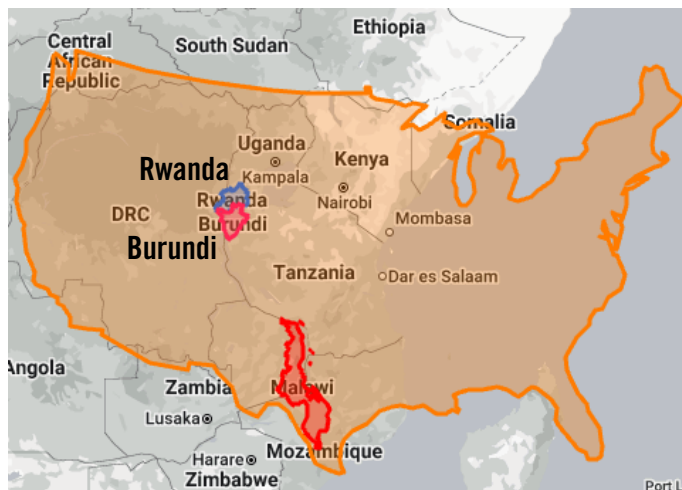 Ethiopia
Central
African
Republic
South Sudan
Somalia
Uganda
Kampala
Kenya
Rwanda
Rwanda
Nairobi
DRC
Burundi
Mombasa
Burundi
Tanzania
Dar es Salaam
Angola
Zambia
Malawi
Lusaka
Mozambique
Harare
Zimbabwe
Port L